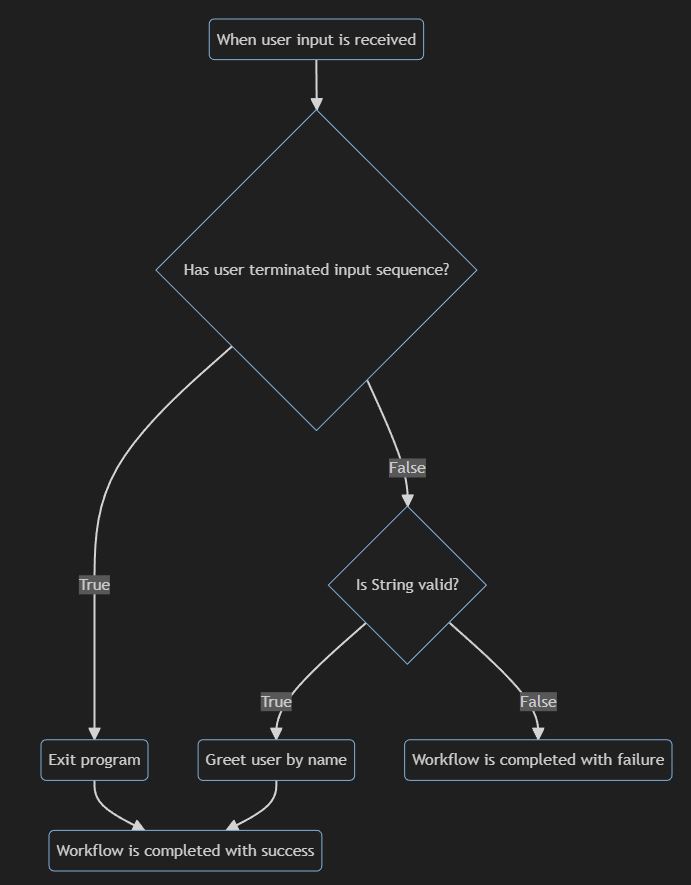 When user input is received
Has user terminated input sequence?
False
True
Is String valid?
True
False
Exit program
Greet user by name
Workflow is completed with failure
Workflow is completed with success